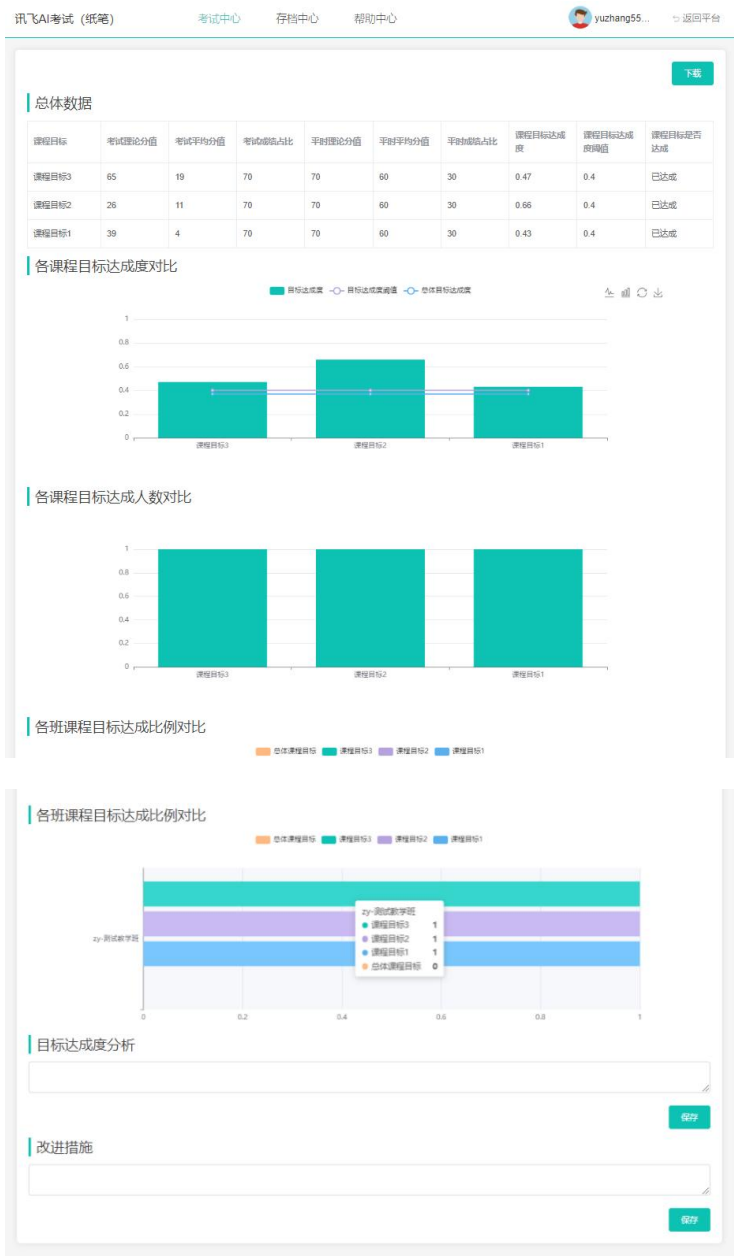 讯飞AI考试（纸笔） 考试中心 存档中心 帮助中心 yuzhang55... 返回平台
下载
总体数据
课程目标 考试理论分值 考试平均分值 考试成绩占比 平时理论分值 平时平均分值 平时成绩占比 课程目标达成度 课程目标达成度阈值 课程目标是否达成
课程目标3 65 19 70 70 60 30 0.47 0.4 已达成
课程目标2 26 11 70 70 60 30 0.66 0.4 已达成
课程目标1 39 4 70 70 60 30 0.43 0.4 已达成
各课程目标达成度对比
目标达成度 目标达成度阈值 总体目标达成度
1
0.8
0.6
0.4
0.2
0
课程目标3 课程目标2 课程目标1
各课程目标达成人数对比
1
0.8
0.6
0.4
0.2
0
课程目标3 课程目标2 课程目标1
各班课程目标达成比例对比
总体课程目标 课程目标3 课程目标2 课程目标1
各班课程目标达成比例对比
总体课程目标 课程目标3 课程目标2 课程目标1
zy-测试教学班
zy-测试教学班
课程目标3 1
课程目标2 1
课程目标1 1
总体课程目标 0
0 0.2 0.4 0.6 0.8 1
目标达成度分析
保存
改进措施
保存